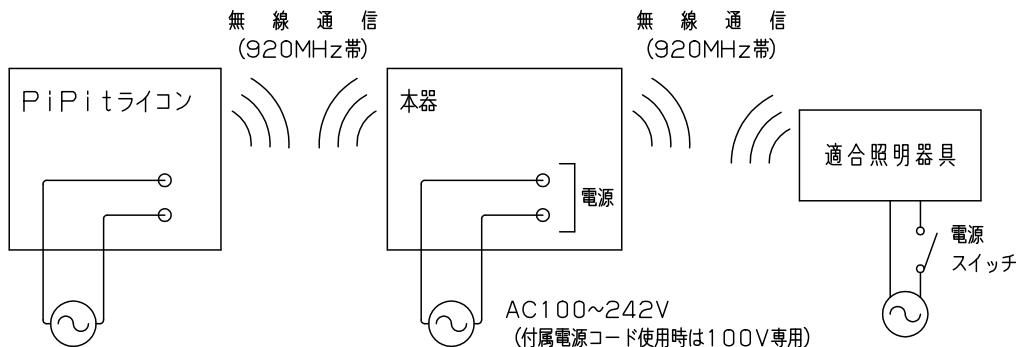 無線通信
(920MHz帯)
無線通信
(920MHz帯)
PiPitライコン
本器
適合照明器具
電源
電源
スイッチ
AC100~242V
(付属電源コード使用時は100V専用)